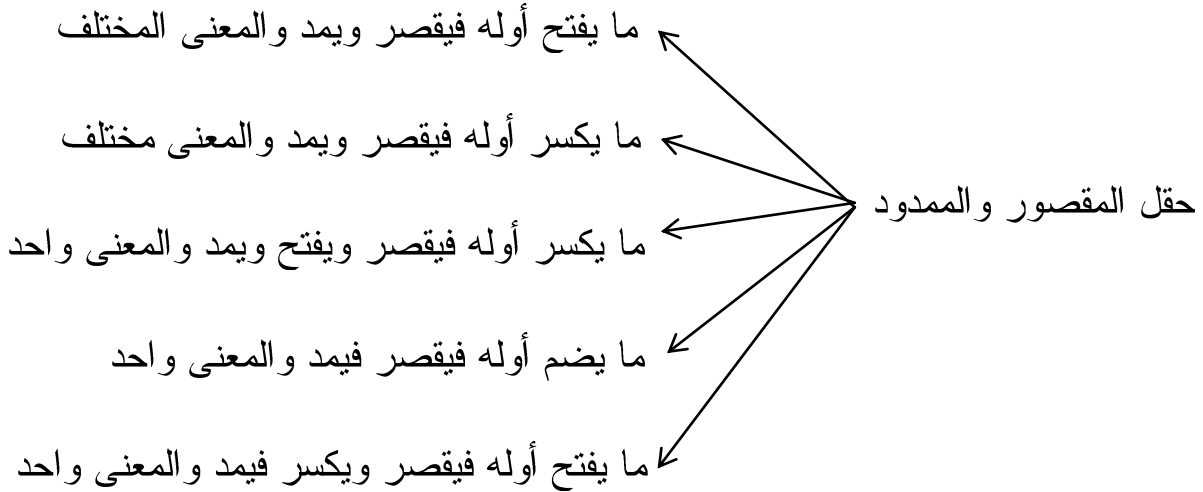 ما يفتح أوله فيقصر ويمد والمعنى المختلف
ما يكسر أوله فيقصر ويمد والمعنى مختلف
حقل المقصور والممدود
ما يكسر أوله فيقصر ويفتح ويمد والمعنى واحد
ما يضم أوله فيقصر فيمد والمعنى واحد
ما يفتح أوله فيقصر ويكسر فيمد والمعنى واحد